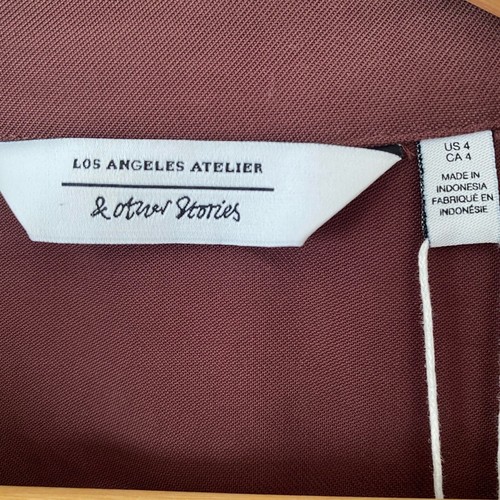 LOS ANGELES ATELIER
& other Stories
US 4
CA 4
MADE IN
INDONESIA
FABRIQUÉ EN
INDONÉSIE